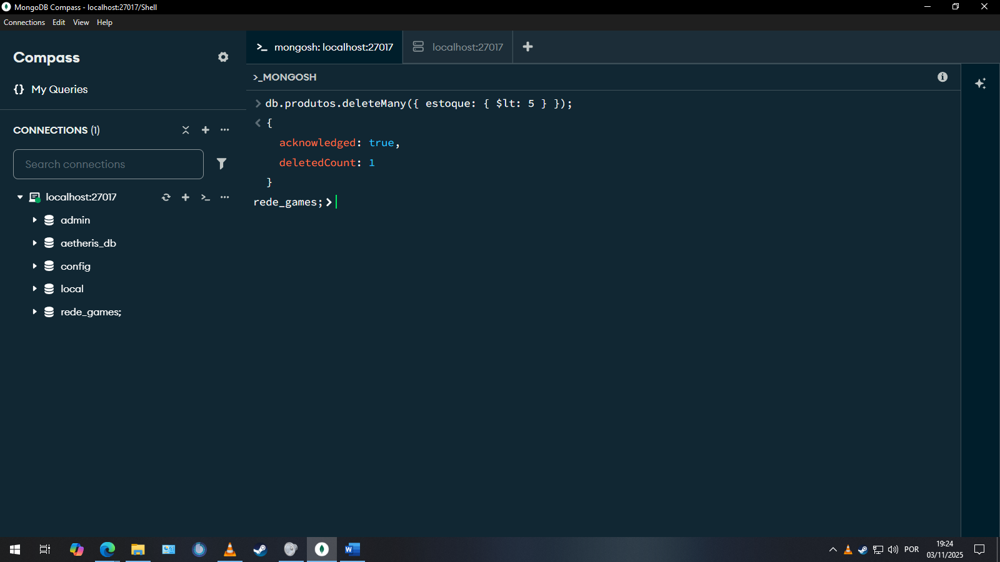 MongoDB Compass - localhost:27017/Shell
Connections Edit View Help
Compass
{} My Queries
CONNECTIONS (1)
Search connections
localhost:27017
admin
aetheris_db
config
local
rede_games;
>_ mongosh: localhost:27017
localhost:27017
>_MONGOSH
> db.produtos.deleteMany({ estoque: { $lt: 5 } });
< {
acknowledged: true,
deletedCount: 1
}
rede_games;>
POR
19:24
03/11/2025